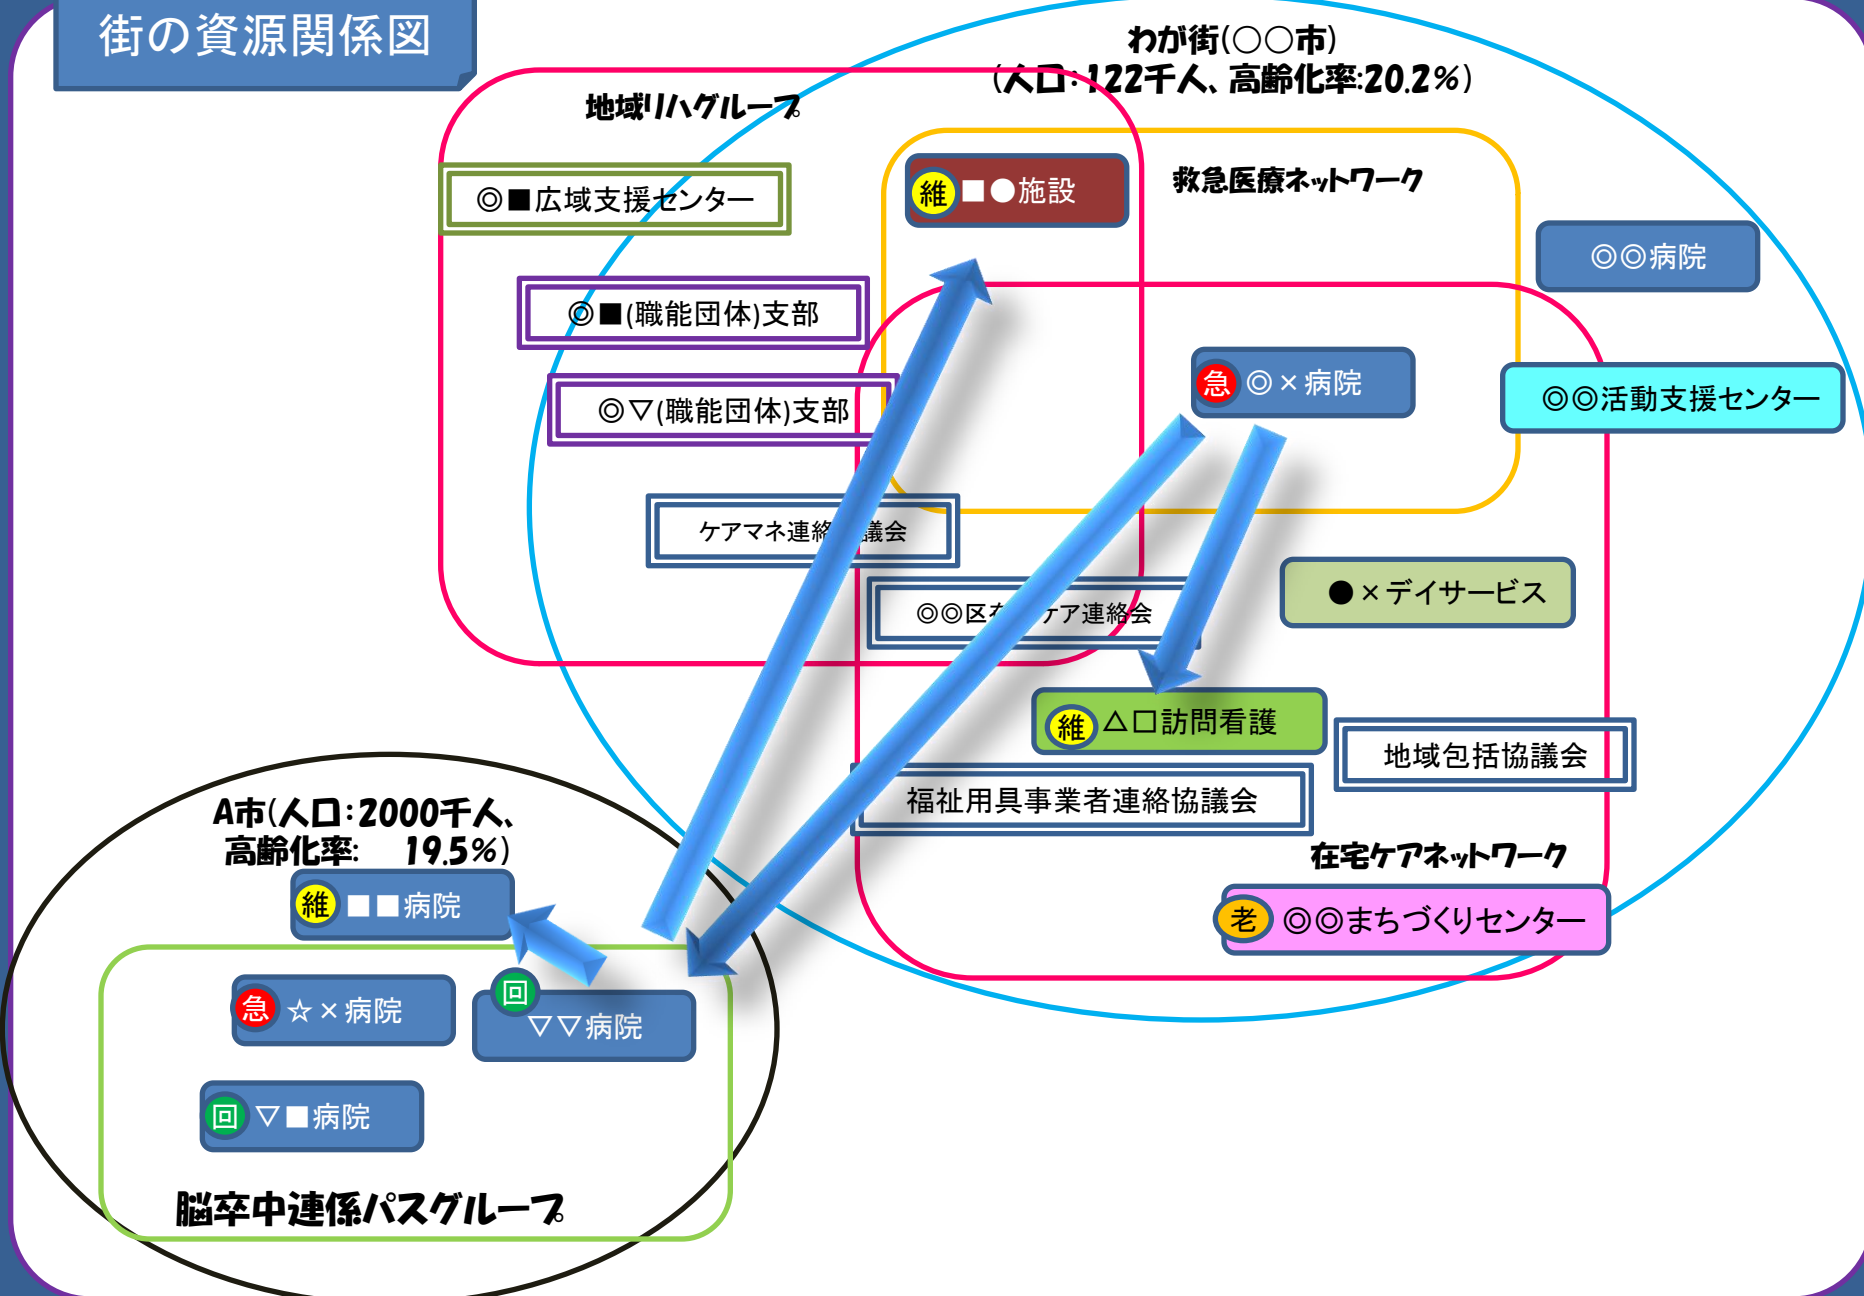 街の資源関係図
わが街(○○市)
(人口:122千人、高齢化率:20.2%)
地域リハグループ
救急医療ネットワーク
◎■広域支援センター
維 ■●施設
◎◎病院
◎■(職能団体)支部
急 ◎×病院
◎▽(職能団体)支部
◎◎活動支援センター
ケアマネ連絡 議会
●×デイサービス
◎◎区 ケア連絡会
維 △□訪問看護
地域包括協議会
福祉用具事業者連絡協議会
在宅ケアネットワーク
老 ◎◎まちづくりセンター
A市(人口:2000千人、
高齢化率: 19.5%)
維 ■■病院
急 ☆×病院
回 ▽▽病院
回 ▽■病院
脳卒中連係パスグループ